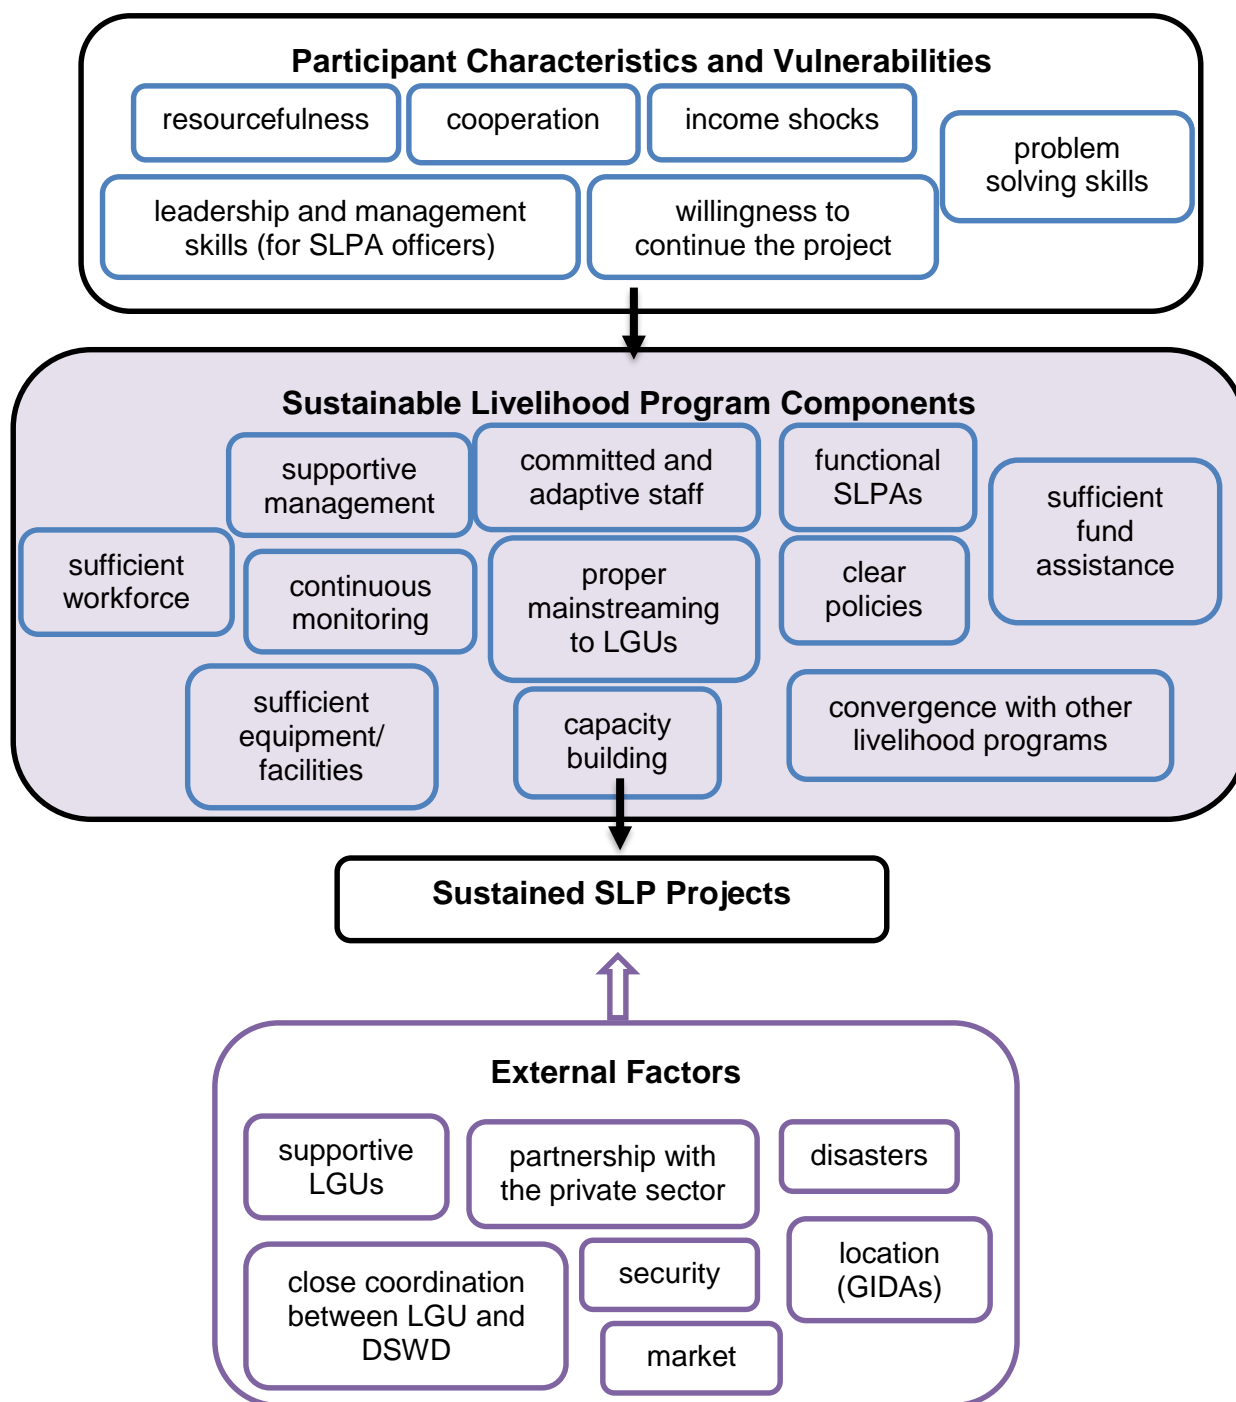 Participant Characteristics and Vulnerabilities
resourcefulness
cooperation
income shocks
problem
solving skills
leadership and management
skills (for SLPA officers)
willingness to
continue the project
Sustainable Livelihood Program Components
supportive
management
committed and
adaptive staff
functional
SLPAs
sufficient
fund
assistance
sufficient
workforce
continuous
monitoring
proper
mainstreaming
to LGUs
clear
policies
sufficient
equipment/
facilities
capacity
building
convergence with other
livelihood programs
Sustained SLP Projects
External Factors
supportive
LGUs
partnership with
the private sector
disasters
close coordination
between LGU and
DSWD
security
location
(GIDAs)
market